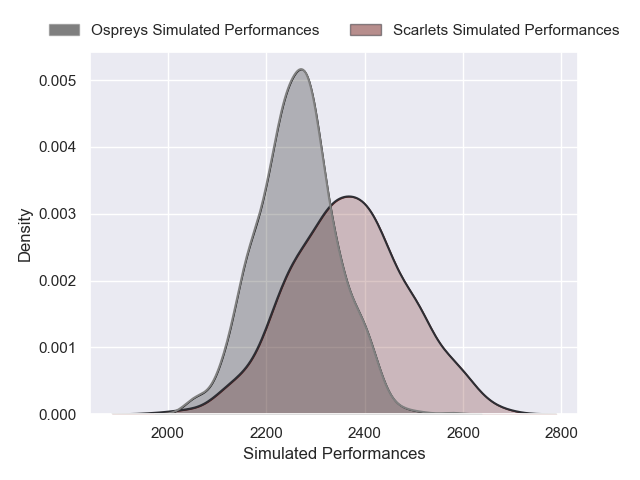 Ospreys Simulated Performances Scarlets Simulated Performances
0.005
0.004
0.003
0.002
0.001
0.000
Density
2000 2200 2400 2600 2800
Simulated Performances